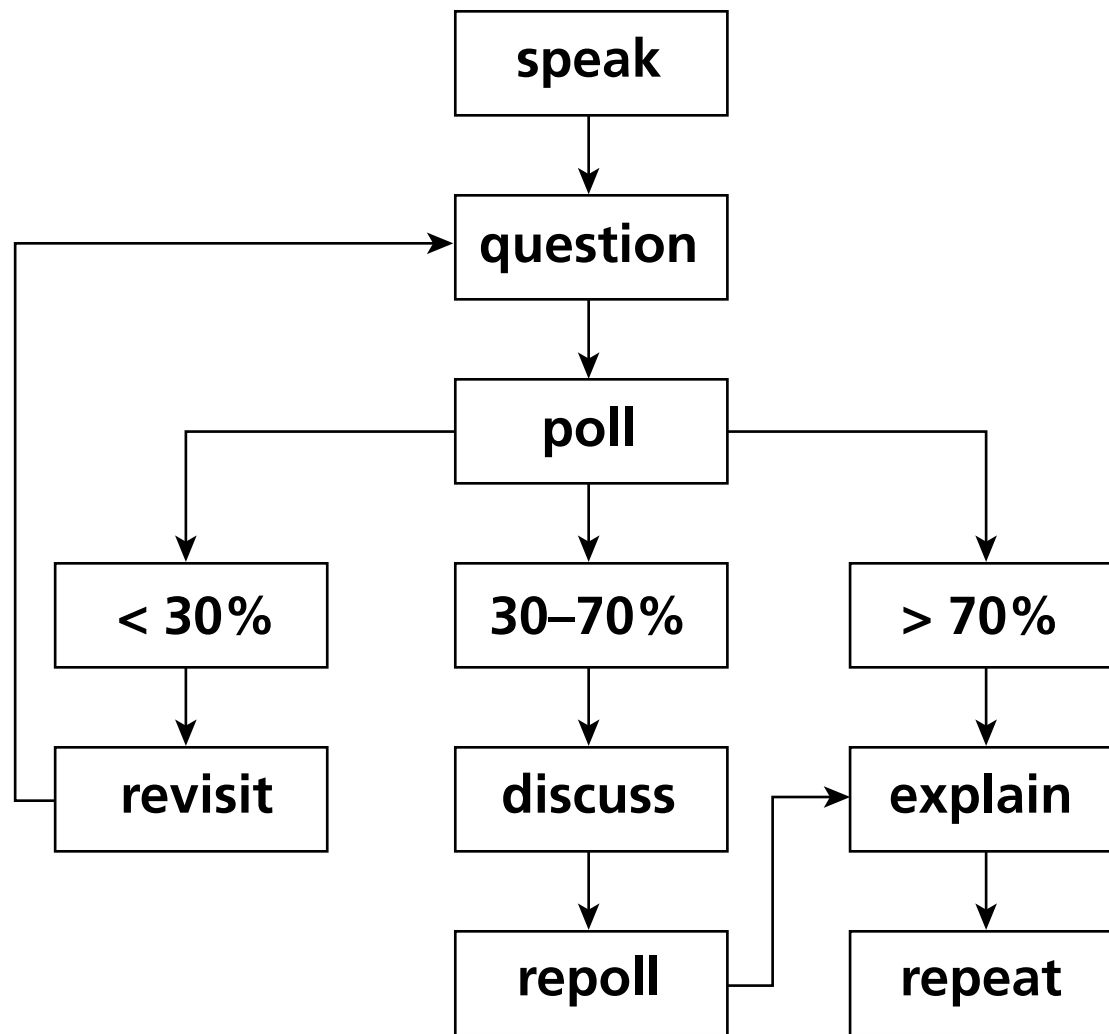 speak
question
poll
< 30%
30–70%
> 70%
revisit
discuss
explain
repoll
repeat